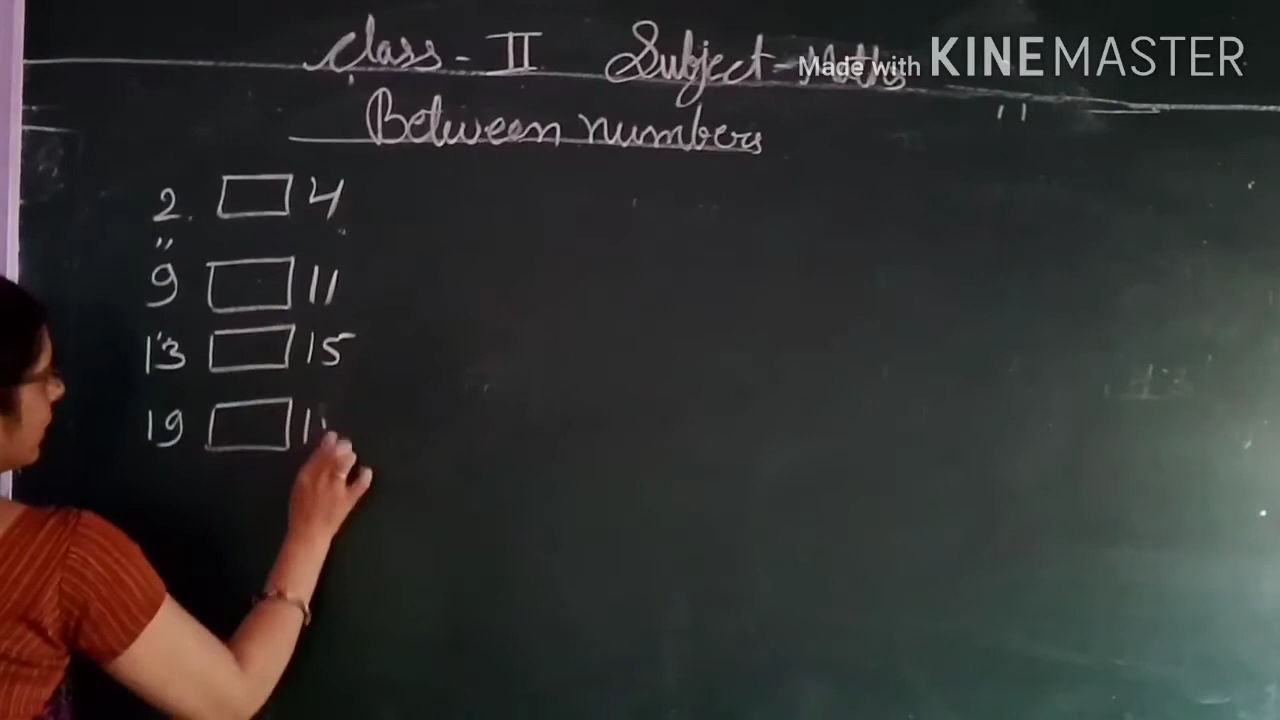 Class - II Subject - Maths
Made with KINEMASTER
Between numbers
2 4
9 11
13 15
19